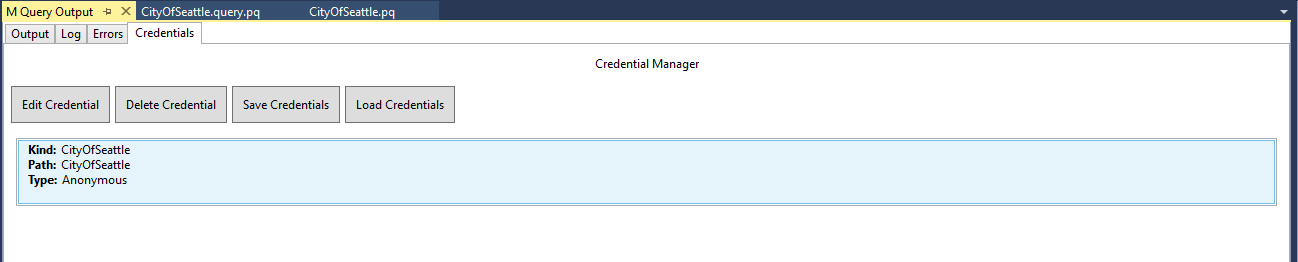 M Query Output CityOfSeattle.query.pq CityOfSeattle.pq
Output Log Errors Credentials
Credential Manager
Edit Credential Delete Credential Save Credentials Load Credentials
Kind: CityOfSeattle
Path: CityOfSeattle
Type: Anonymous